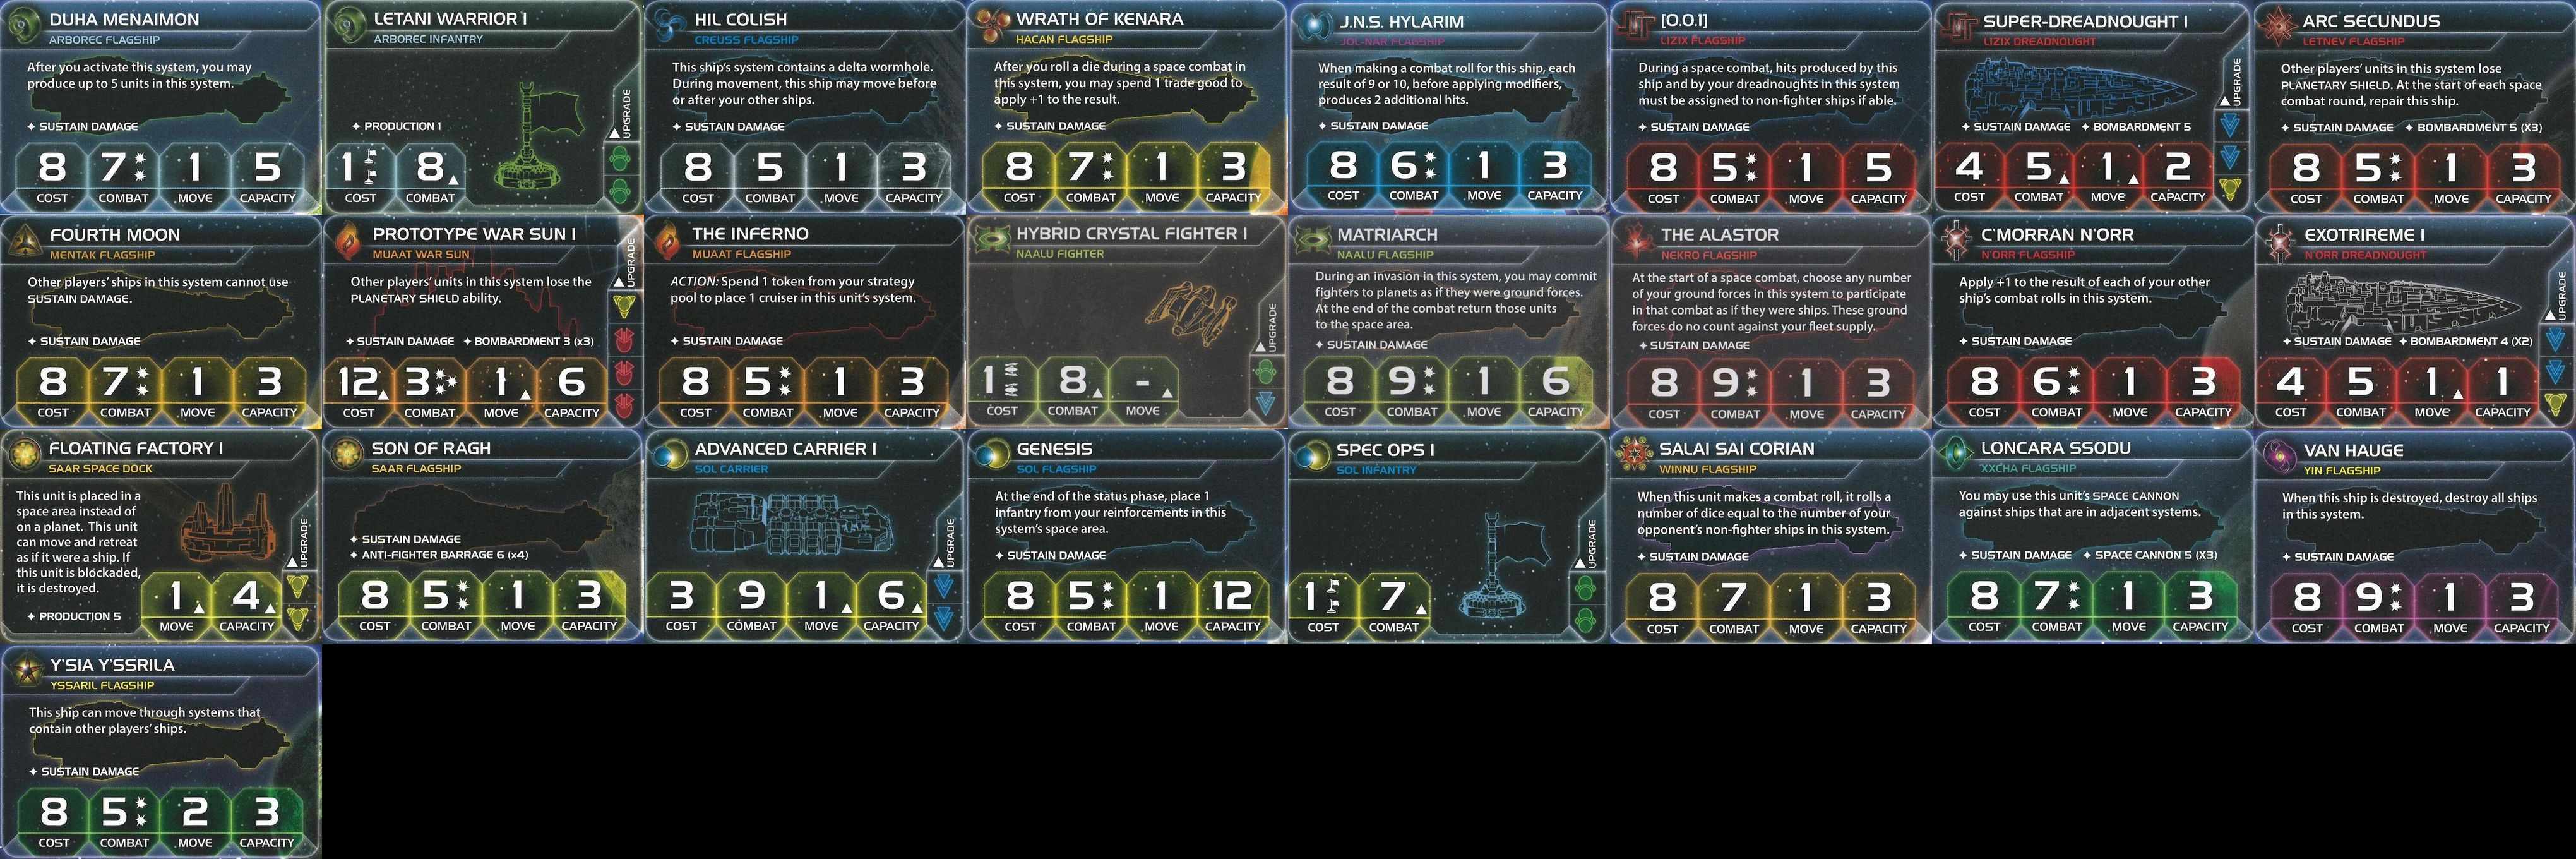 DUHA MENAIMON
ARBOREC FLAGSHIP
After you activate this system, you may
produce up to 5 units in this system.
SUSTAIN DAMAGE
8 7 1 5
COST COMBAT MOVE CAPACITY
LETANI WARRIOR I
ARBOREC INFANTRY
PRODUCTION 1
UPGRADE
1 8
COST COMBAT
HIL COLISH
CREUSS FLAGSHIP
This ship's system contains a delta wormhole.
During movement, this ship may move before
or after your other ships.
SUSTAIN DAMAGE
8 5 1 3
COST COMBAT MOVE CAPACITY
WRATH OF KENARA
HACAN FLAGSHIP
After you roll a die during a space combat in
this system, you may spend 1 trade good to
apply +1 to the result.
SUSTAIN DAMAGE
8 7 1 3
COST COMBAT MOVE CAPACITY
J.N.S. HYLARIM
JOL-NAR FLAGSHIP
When making a combat roll for this ship, each
result of 9 or 10, before applying modifiers,
produces 2 additional hits.
SUSTAIN DAMAGE
8 6 1 3
COST COMBAT MOVE CAPACITY
[0.0.1]
LIZIX FLAGSHIP
During a space combat, hits produced by this
ship and by your dreadnoughts in this system
must be assigned to non-fighter ships if able.
SUSTAIN DAMAGE
8 5 1 5
COST COMBAT MOVE CAPACITY
SUPER-DREADNOUGHT I
LIZIX DREADNOUGHT
SUSTAIN DAMAGE BOMBARDMENT 5
UPGRADE
4 5 1 2
COST COMBAT MOVE CAPACITY
ARC SECUNDUS
LETNEV FLAGSHIP
Other players' units in this system lose
PLANETARY SHIELD. At the start of each space
combat round, repair this ship.
SUSTAIN DAMAGE BOMBARDMENT 5 (X3)
8 5 1 3
COST COMBAT MOVE CAPACITY
FOURTH MOON
MENTAK FLAGSHIP
Other players' ships in this system cannot use
SUSTAIN DAMAGE.
SUSTAIN DAMAGE
8 7 1 3
COST COMBAT MOVE CAPACITY
PROTOTYPE WAR SUN I
MUAAT WAR SUN
Other players' units in this system lose the
PLANETARY SHIELD ability.
SUSTAIN DAMAGE BOMBARDMENT 3 (x3)
UPGRADE
12 3 1 6
COST COMBAT MOVE CAPACITY
THE INFERNO
MUAAT FLAGSHIP
ACTION: Spend 1 token from your strategy
pool to place 1 cruiser in this unit's system.
SUSTAIN DAMAGE
8 5 1 3
COST COMBAT MOVE CAPACITY
HYBRID CRYSTAL FIGHTER I
NAALU FIGHTER
UPGRADE
1 8 -
COST COMBAT MOVE
MATRIARCH
NAALU FLAGSHIP
During an invasion in this system, you may commit
fighters to planets as if they were ground forces.
At the end of the combat return those units
to the space area.
SUSTAIN DAMAGE
8 9 1 6
COST COMBAT MOVE CAPACITY
THE ALASTOR
NEKRO FLAGSHIP
At the start of a space combat, choose any number
of your ground forces in this system to participate
in that combat as if they were ships. These ground
forces do no count against your fleet supply.
SUSTAIN DAMAGE
8 9 1 3
COST COMBAT MOVE CAPACITY
C'MORRAN N'ORR
N'ORR FLAGSHIP
Apply +1 to the result of each of your other
ship's combat rolls in this system.
SUSTAIN DAMAGE
8 6 1 3
COST COMBAT MOVE CAPACITY
EXOTRIREME I
N'ORR DREADNOUGHT
SUSTAIN DAMAGE BOMBARDMENT 4 (X2)
UPGRADE
4 5 1 1
COST COMBAT MOVE CAPACITY
FLOATING FACTORY I
SAAR SPACE DOCK
This unit is placed in a
space area instead of
on a planet. This unit
can move and retreat
as if it were a ship. If
this unit is blockaded,
it is destroyed.
PRODUCTION 5
UPGRADE
1 4
MOVE CAPACITY
SON OF RAGH
SAAR FLAGSHIP
SUSTAIN DAMAGE
ANTI-FIGHTER BARRAGE 6 (x4)
8 5 1 3
COST COMBAT MOVE CAPACITY
ADVANCED CARRIER I
SOL CARRIER
UPGRADE
3 9 1 6
COST COMBAT MOVE CAPACITY
GENESIS
SOL FLAGSHIP
At the end of the status phase, place 1
infantry from your reinforcements in this
system's space area.
SUSTAIN DAMAGE
8 5 1 12
COST COMBAT MOVE CAPACITY
SPEC OPS I
SOL INFANTRY
UPGRADE
1 7
COST COMBAT
SALAI SAI CORIAN
WINNU FLAGSHIP
When this unit makes a combat roll, it rolls a
number of dice equal to the number of your
opponent's non-fighter ships in this system.
SUSTAIN DAMAGE
8 7 1 3
COST COMBAT MOVE CAPACITY
LONCARA SSODU
XXCHA FLAGSHIP
You may use this unit's SPACE CANNON
against ships that are in adjacent systems.
SUSTAIN DAMAGE SPACE CANNON 5 (X3)
8 7 1 3
COST COMBAT MOVE CAPACITY
VAN HAUGE
YIN FLAGSHIP
When this ship is destroyed, destroy all ships
in this system.
SUSTAIN DAMAGE
8 9 1 3
COST COMBAT MOVE CAPACITY
Y'SIA Y'SSRILA
YSSARIL FLAGSHIP
This ship can move through systems that
contain other players' ships.
SUSTAIN DAMAGE
8 5 2 3
COST COMBAT MOVE CAPACITY